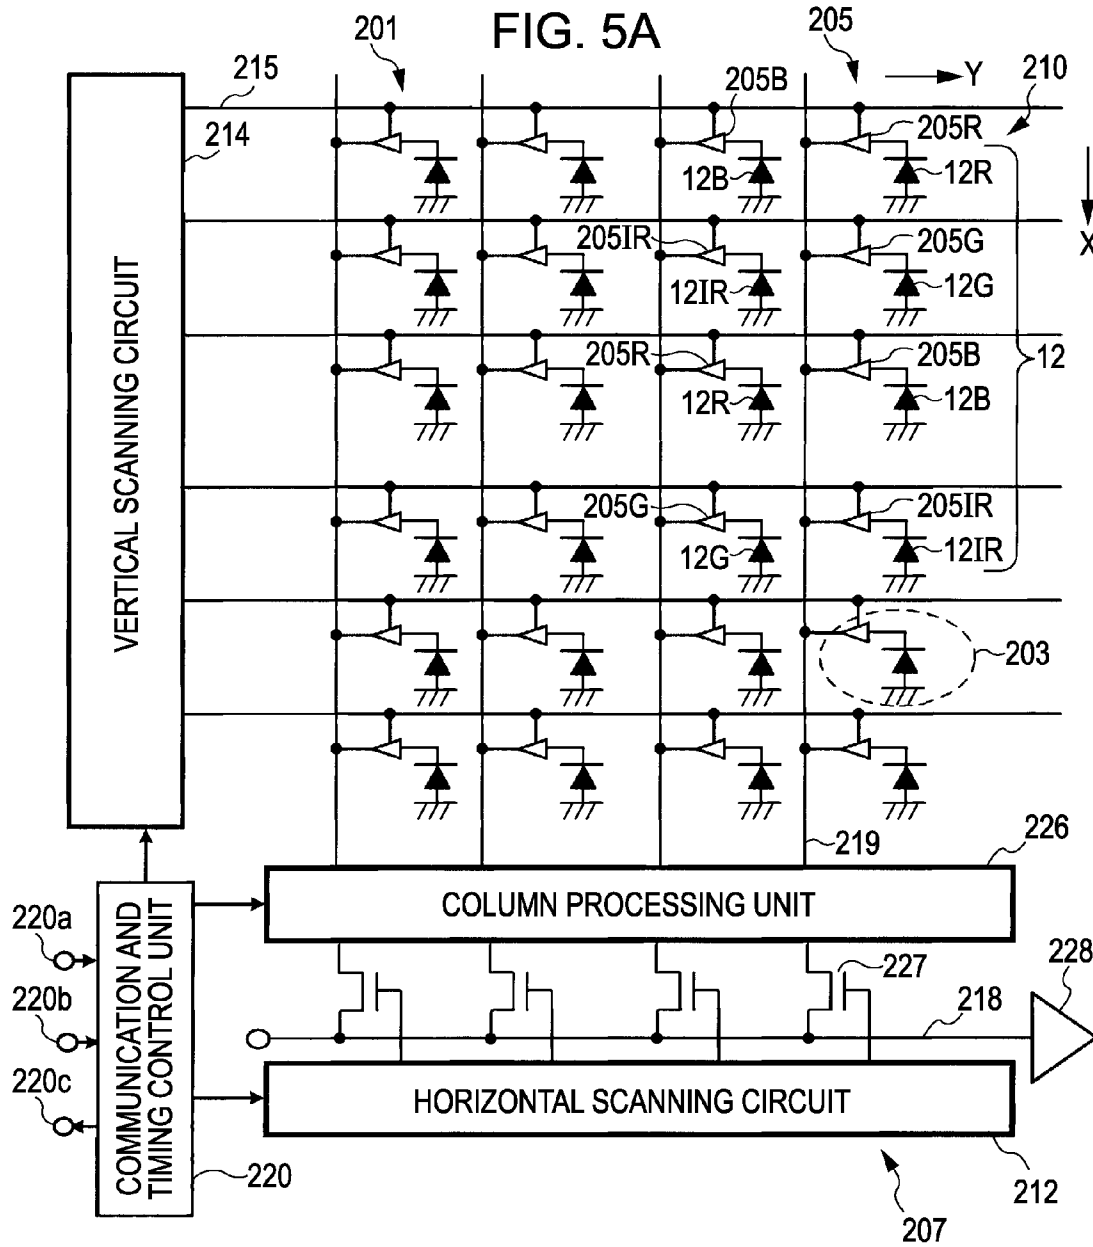 FIG. 5A
201
205
Y
215
205B
210
214
205R
12B
12R
X
205IR
205G
12IR
12G
205R
205B
12
12R
12B
205G
205IR
12G
12IR
203
VERTICAL SCANNING CIRCUIT
219
226
COLUMN PROCESSING UNIT
220a
227
228
220b
218
220c
HORIZONTAL SCANNING CIRCUIT
COMMUNICATION AND
TIMING CONTROL UNIT
220
212
207